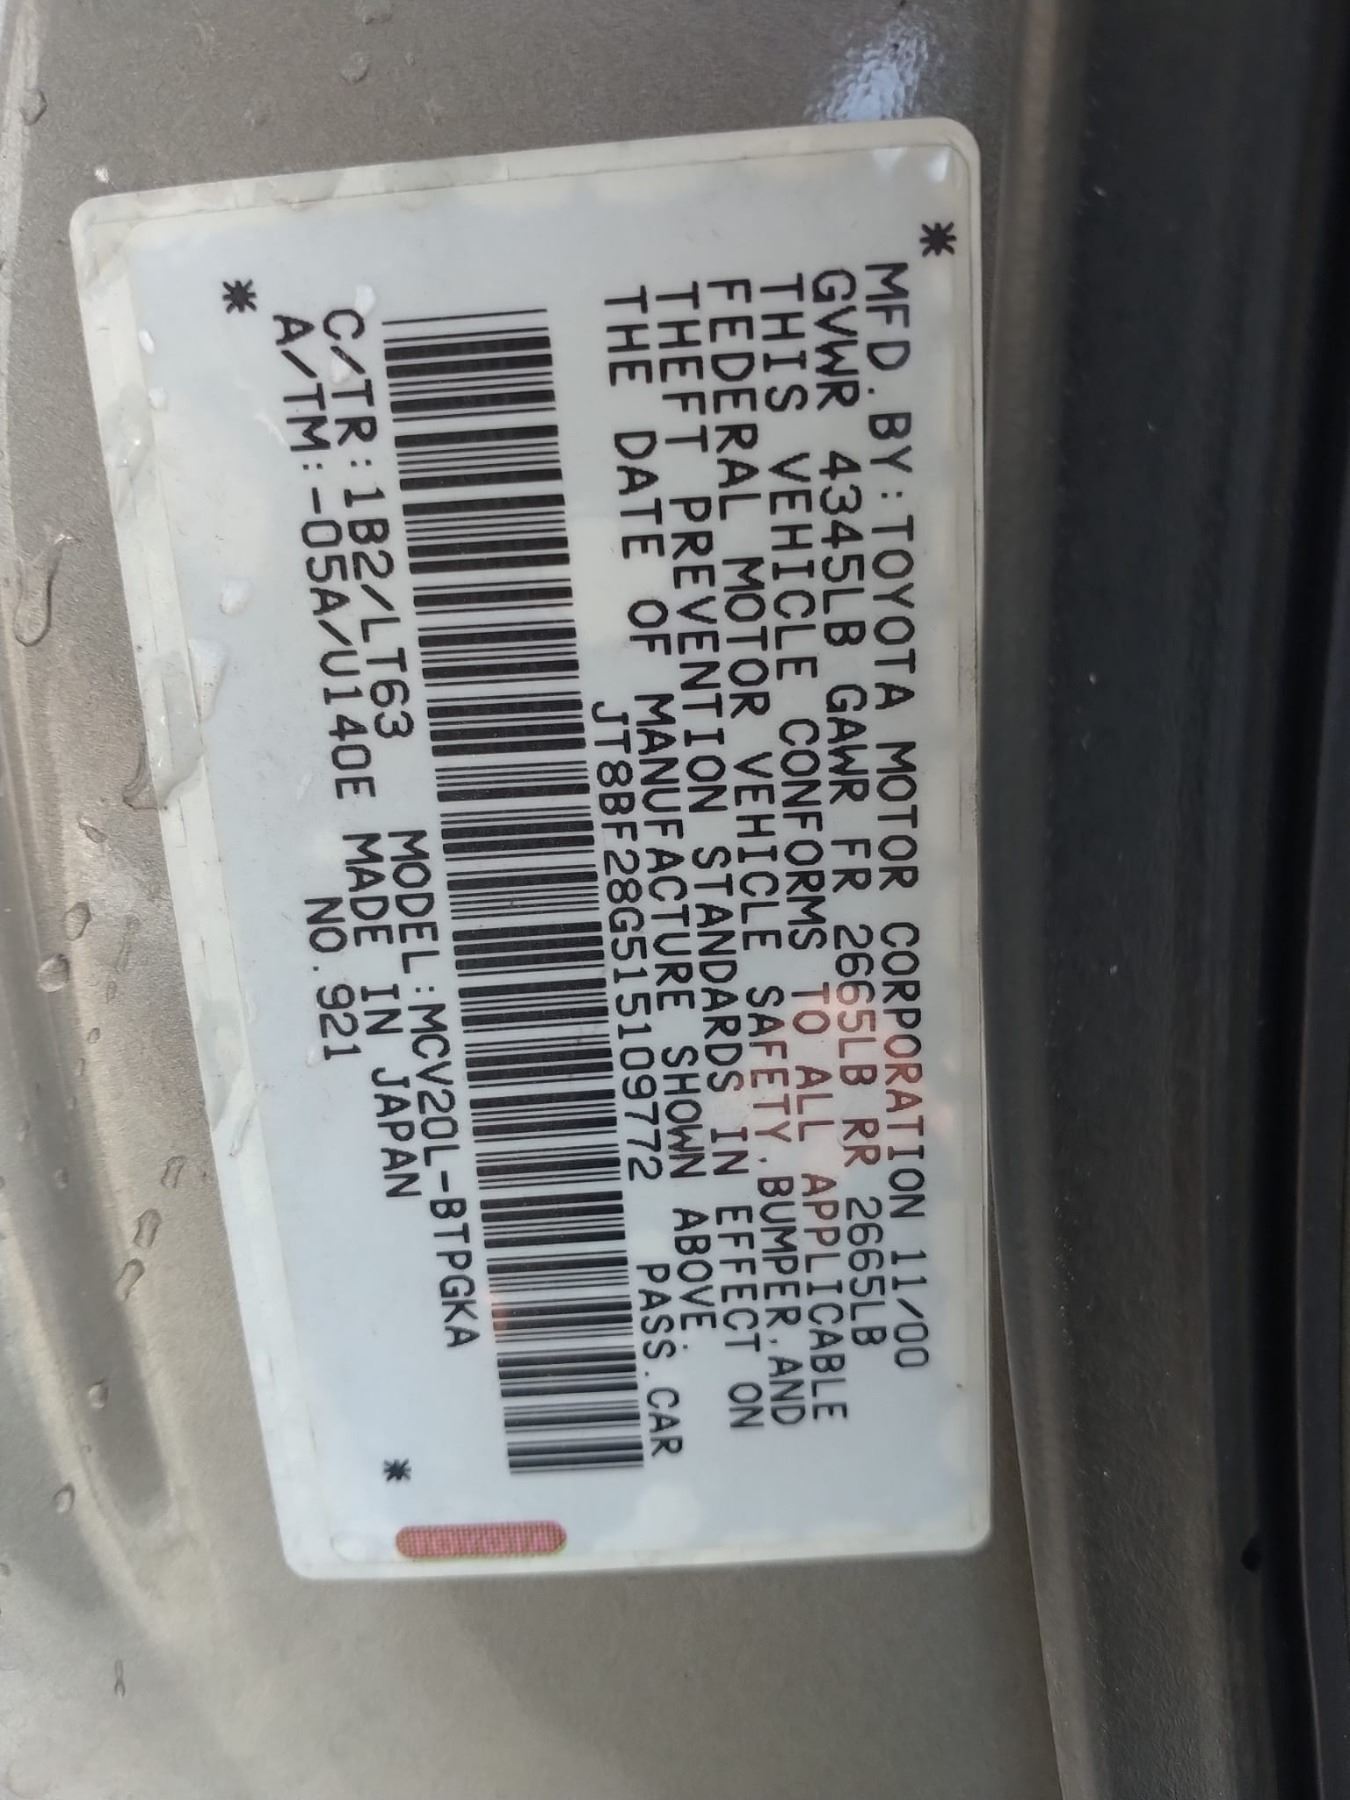 *
MFD. BY: TOYOTA MOTOR CORPORATION 11/00
GVWR 4345LB GAWR FR 2665LB RR 2665LB
THIS VEHICLE CONFORMS TO ALL APPLICABLE
FEDERAL MOTOR VEHICLE SAFETY, BUMPER, AND
THEFT PREVENTION STANDARDS IN EFFECT ON
THE DATE OF MANUFACTURE SHOWN ABOVE.
JT8BF28G515109772 PASS. CAR
C/TR: 1B2/LT63 MODEL: MCV20L-BTPGKA
A/TM: -05A/U140E MADE IN JAPAN
* NO. 921 *